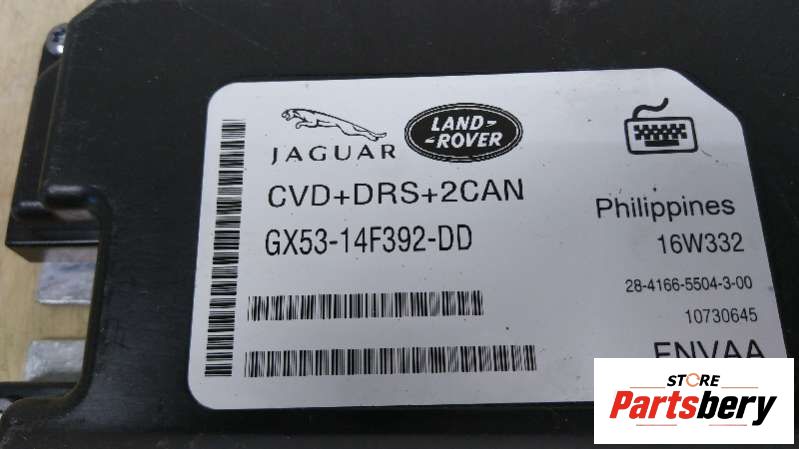 JAGUAR
LAND-
-ROVER
CVD+DRS+2CAN
GX53-14F392-DD
Philippines
16W332
28-4166-5504-3-00
10730645
ENVAA
STORE
Partsbery